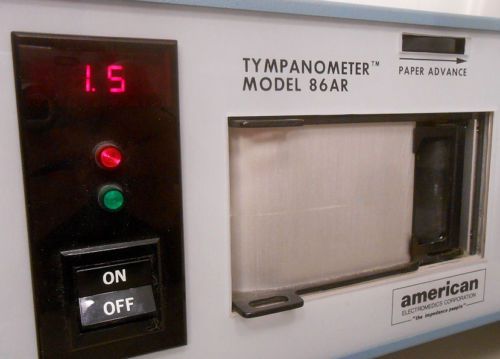 1.5
TYMPANOMETER™
MODEL 86AR
PAPER ADVANCE
ON
OFF
american
ELECTROMEDICS CORPORATION
"the impedance people"